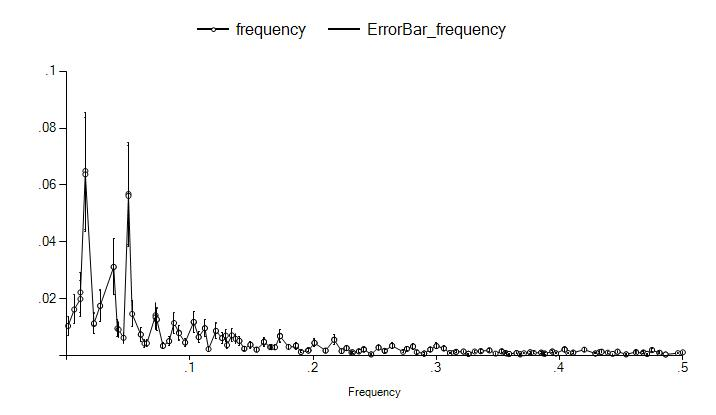 frequency ErrorBar_frequency
.1
.08
.06
.04
.02
.1 .2 .3 .4 .5
Frequency